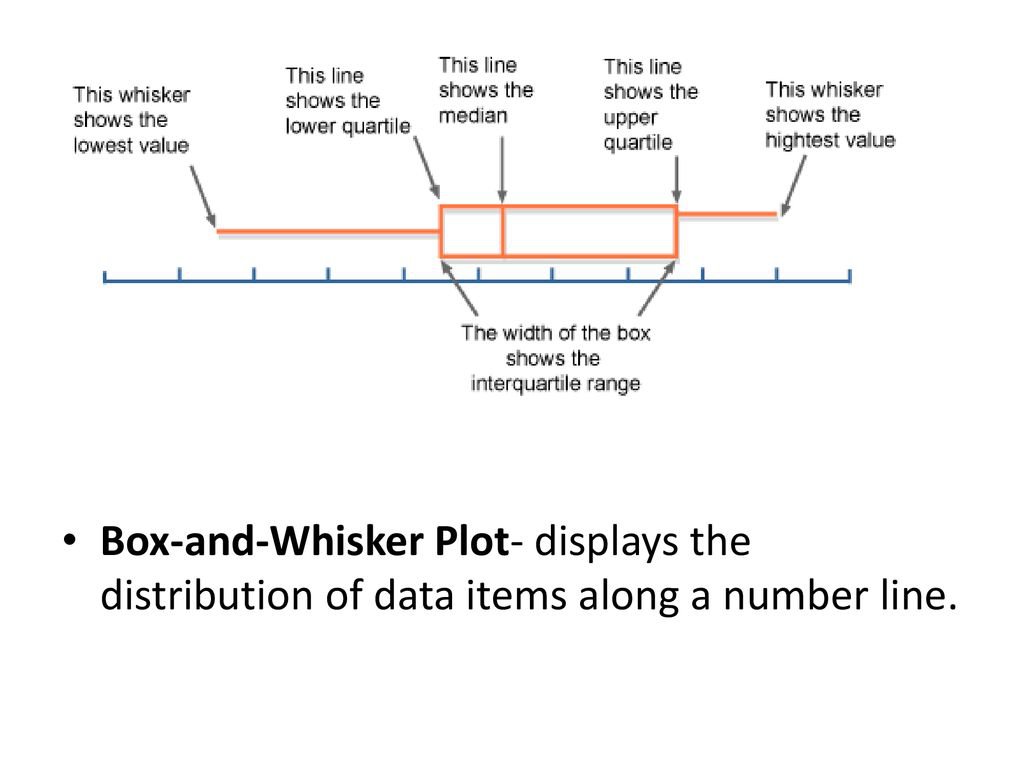 This whisker
shows the
lowest value
This line
shows the
lower quartile
This line
shows the
median
This line
shows the
upper
quartile
This whisker
shows the
hightest value
The width of the box
shows the
interquartile range
• Box-and-Whisker Plot- displays the
distribution of data items along a number line.